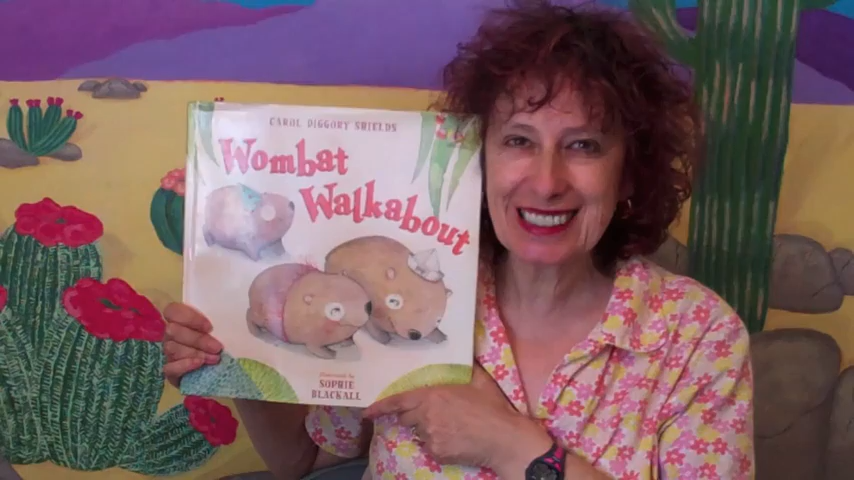 CAROL DIGGORY SHIELDS
Wombat
Walkabout
illustrated by
SOPHIE
BLACKALL